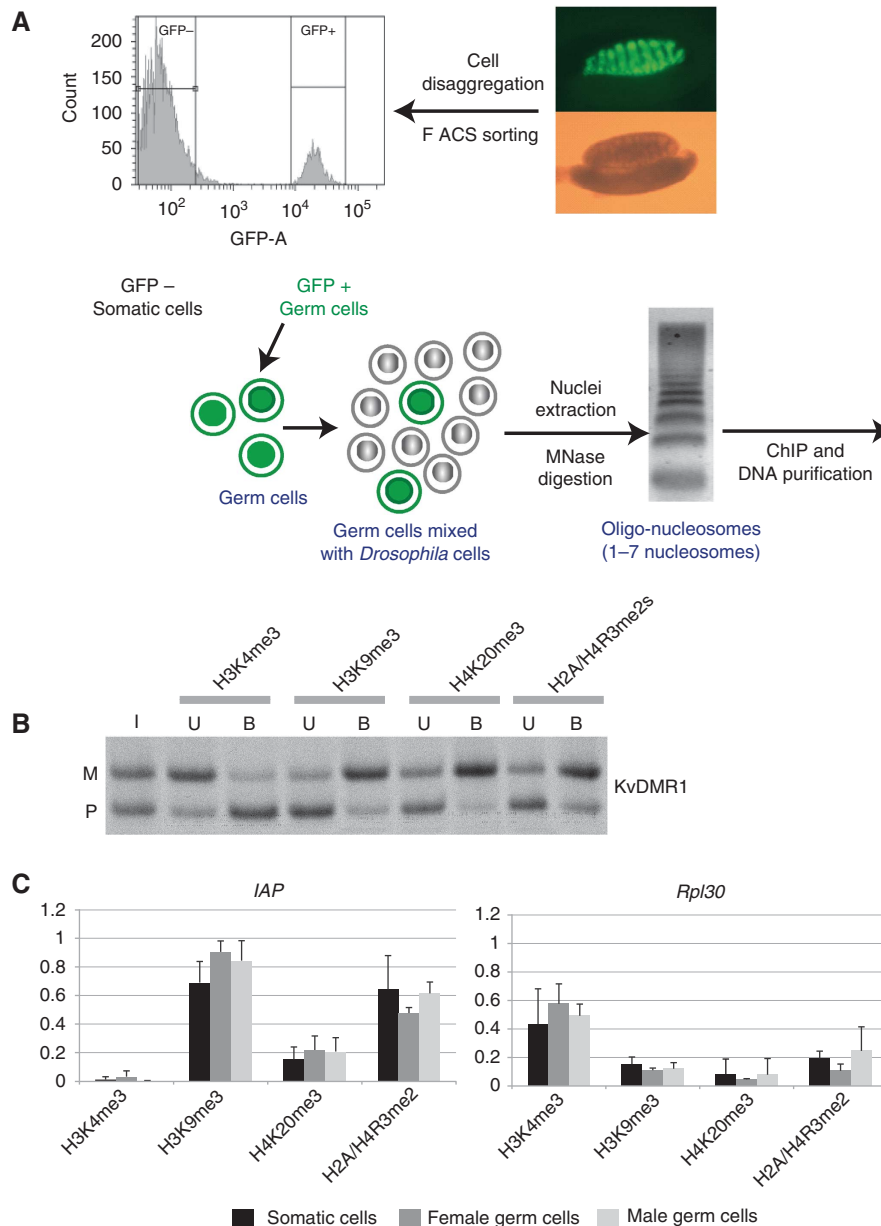 A
GFP–
GFP+
200
150
100
50
0
Count
10^2
10^3
10^4
10^5
GFP-A
Cell
disaggregation
F ACS sorting
GFP –
Somatic cells
GFP +
Germ cells
Germ cells
Germ cells mixed
with Drosophila cells
Nuclei
extraction
MNase
digestion
Oligo-nucleosomes
(1–7 nucleosomes)
ChIP and
DNA purification
B
H3K4me3
H3K9me3
H4K20me3
H2A/H4R3me2s
I U B U B U B U B
M
P
KvDMR1
C
IAP
1.2
1
0.8
0.6
0.4
0.2
0
H3K4me3
H3K9me3
H4K20me3
H2A/H4R3me2
Rpl30
1.2
1
0.8
0.6
0.4
0.2
0
H3K4me3
H3K9me3
H4K20me3
H2A/H4R3me2
Somatic cells Female germ cells Male germ cells